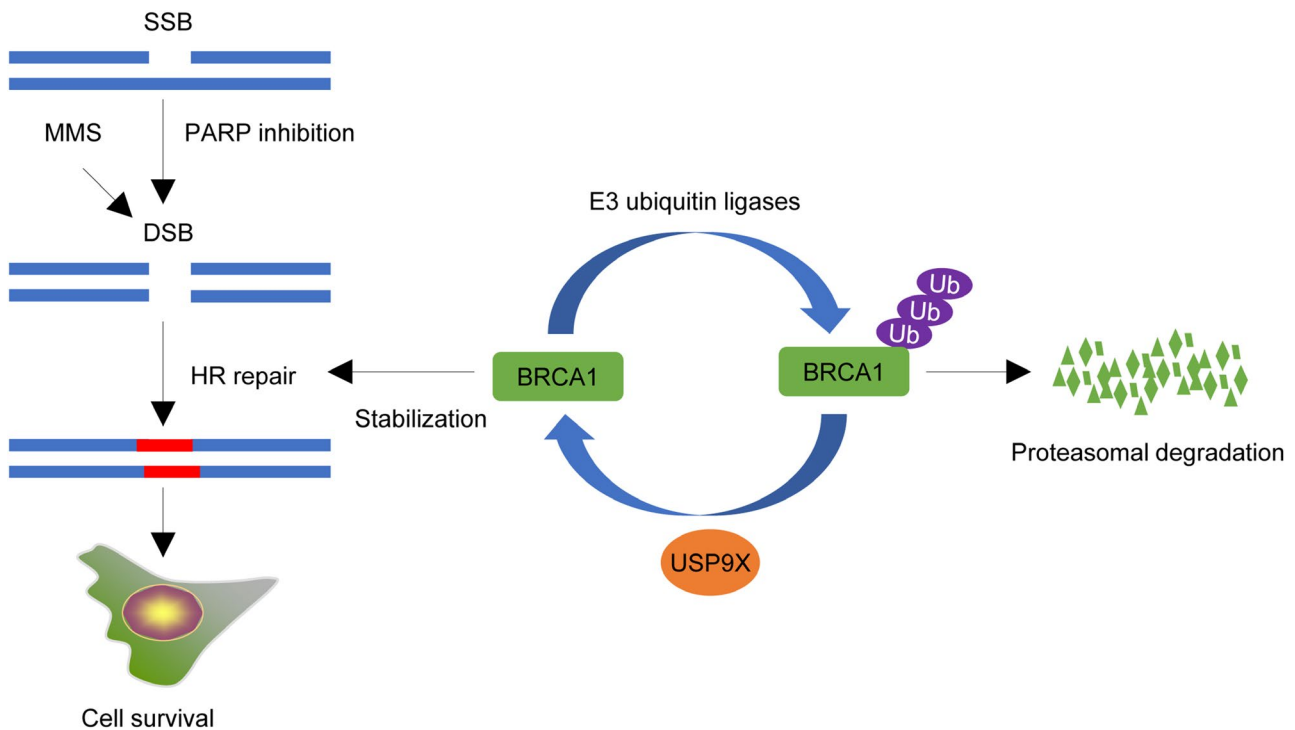 SSB
MMS
PARP inhibition
DSB
E3 ubiquitin ligases
Ub
Ub
Ub
HR repair
BRCA1
BRCA1
Stabilization
Proteasomal degradation
USP9X
Cell survival